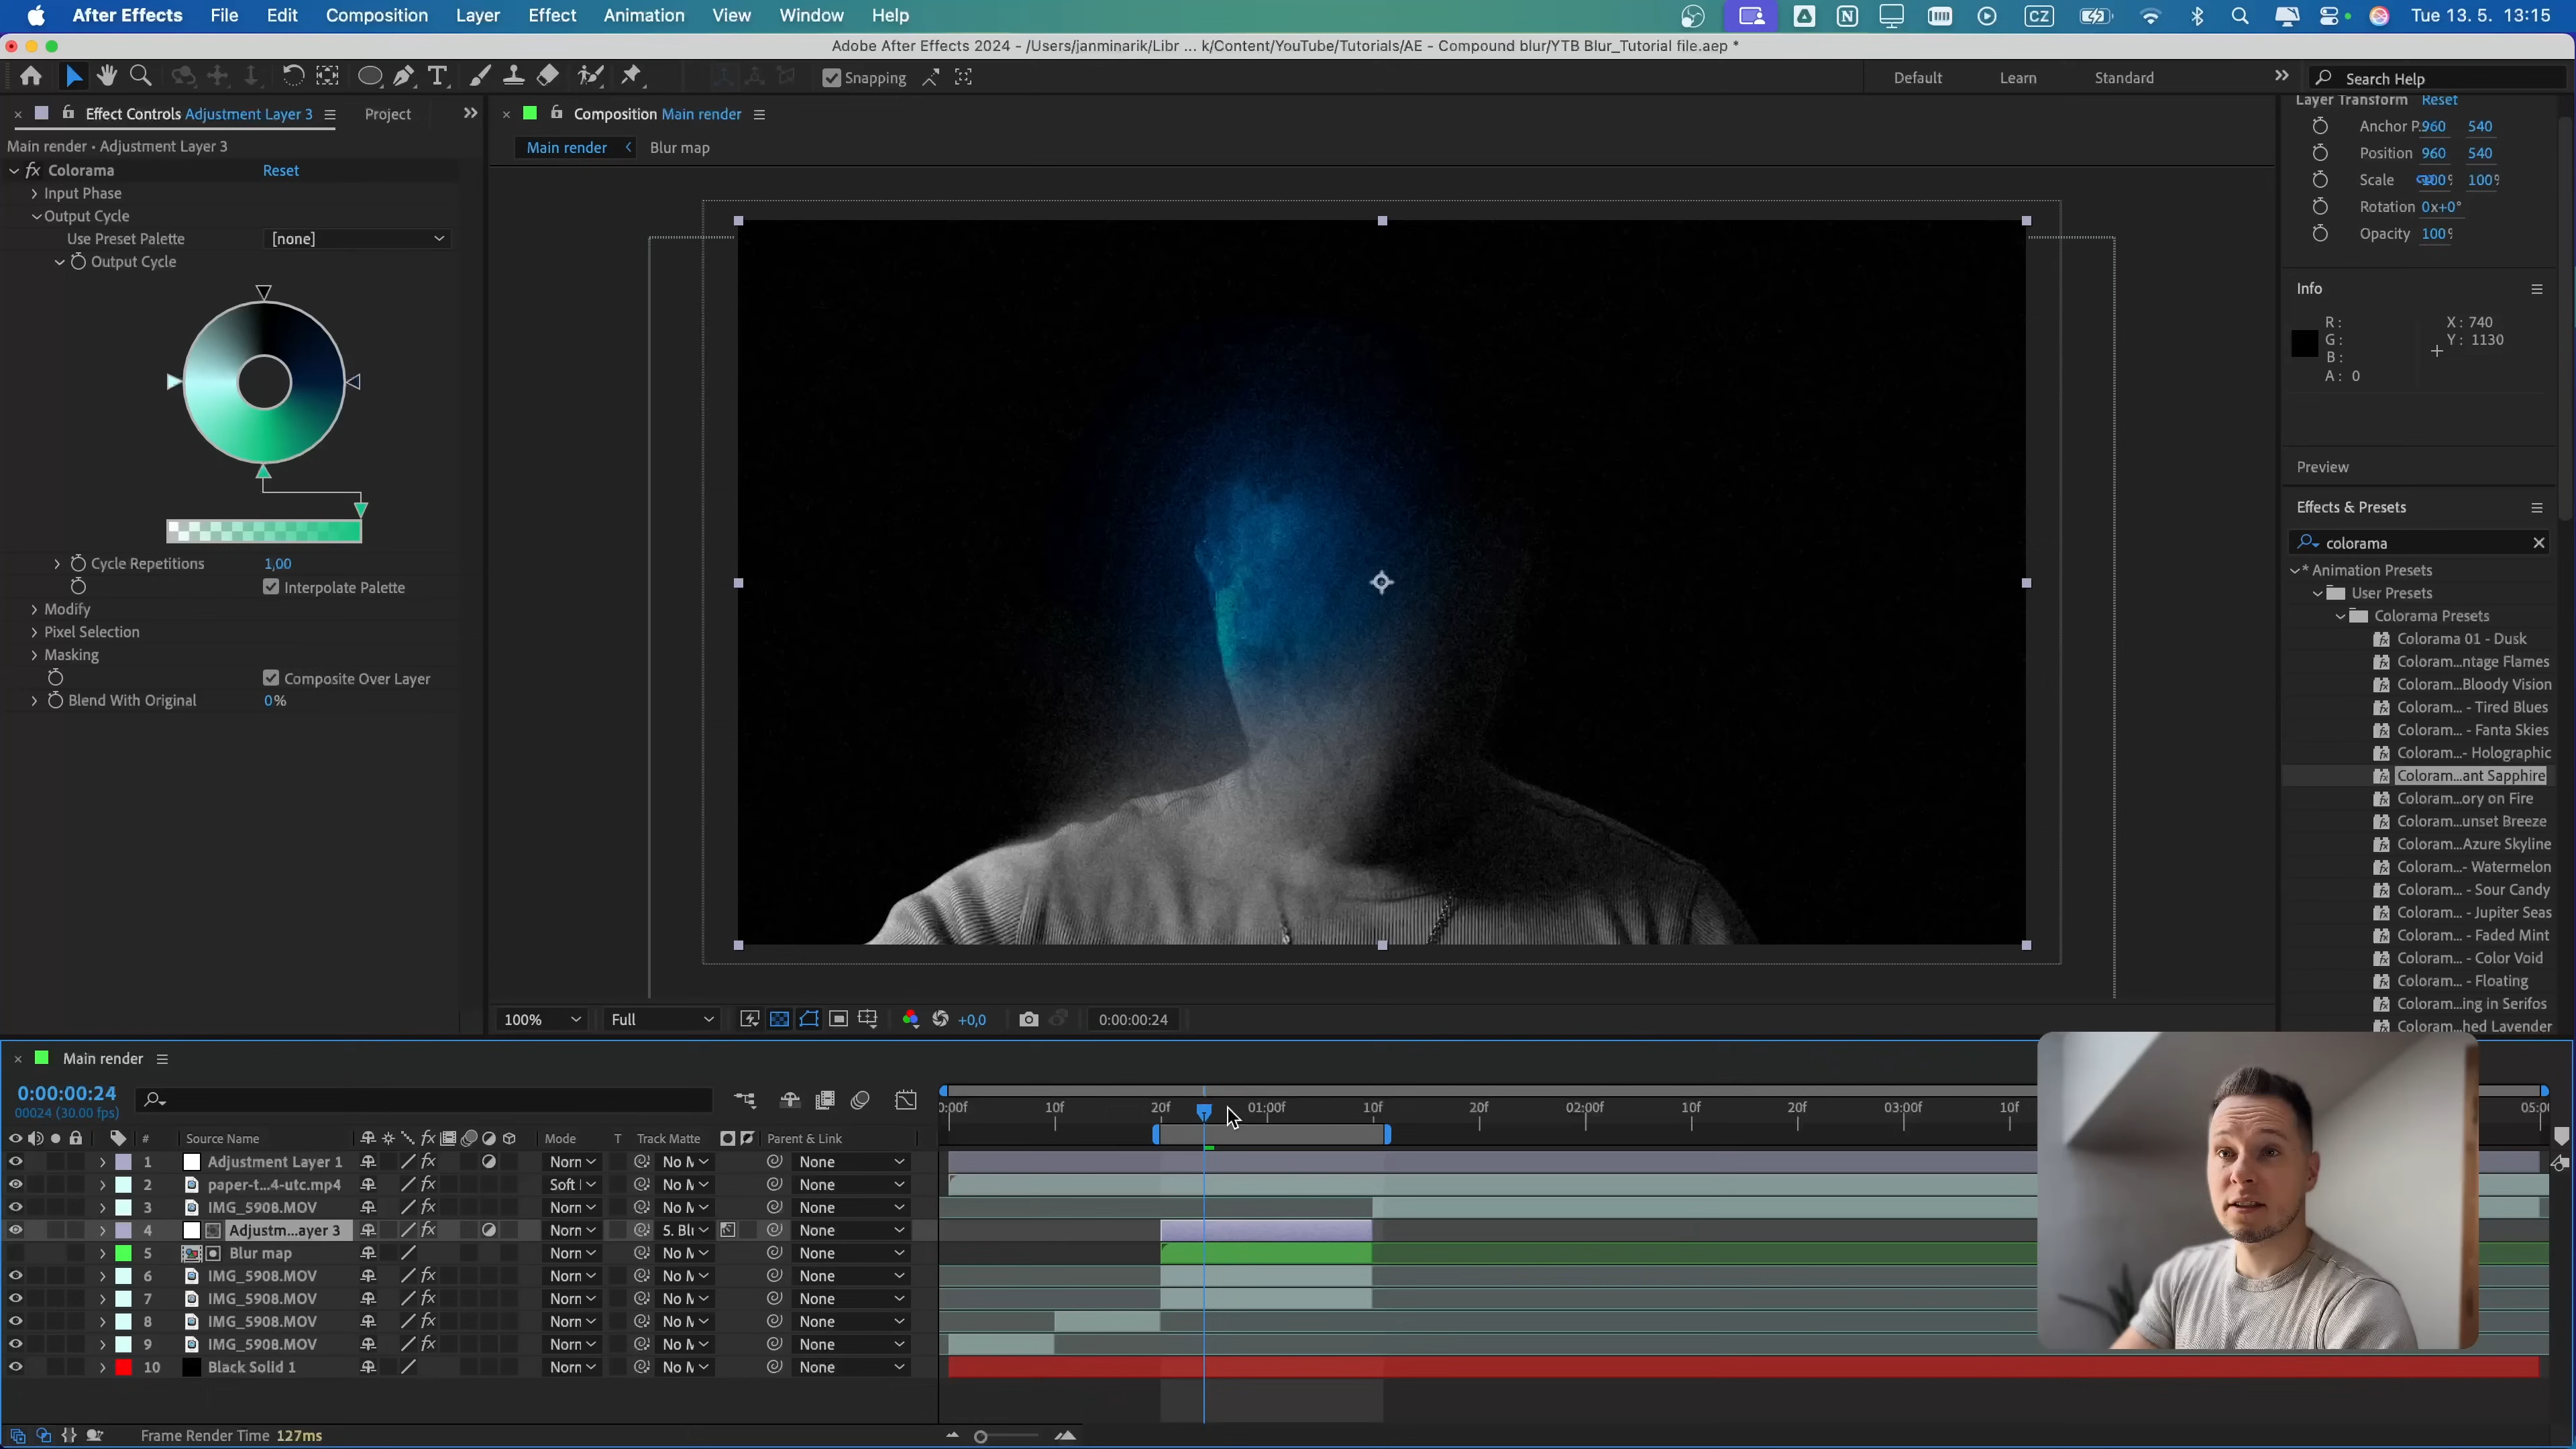 After Effects File Edit Composition Layer Effect Animation View Window Help CZ Tue 13. 5. 13:15
Adobe After Effects 2024 - /Users/janminarik/Libr ... k/Content/YouTube/Tutorials/AE - Compound blur/YTB Blur_Tutorial file.aep *
Snapping Default Learn Standard Search Help
Effect Controls Adjustment Layer 3 Project
Main render • Adjustment Layer 3
fx Colorama Reset
Input Phase
Output Cycle
Use Preset Palette [none]
Output Cycle
Cycle Repetitions 1,00
Interpolate Palette
Modify
Pixel Selection
Masking
Composite Over Layer
Blend With Original 0%
Composition Main render
Main render Blur map
100% Full +0,0 0:00:00:24
Layer Transform Reset
Anchor P. 960 540
Position 960 540
Scale 100% 100%
Rotation 0x+0°
Opacity 100%
Info
R: X: 740
G: Y: 1130
B:
A: 0
Preview
Effects & Presets
colorama
* Animation Presets
User Presets
Colorama Presets
Colorama 01 - Dusk
Coloram...ntage Flames
Coloram...Bloody Vision
Coloram... - Tired Blues
Coloram... - Fanta Skies
Coloram...- Holographic
Coloram...ant Sapphire
Coloram...ory on Fire
Coloram...unset Breeze
Coloram...Azure Skyline
Coloram...- Watermelon
Coloram... - Sour Candy
Coloram... - Jupiter Seas
Coloram... - Faded Mint
Coloram... - Color Void
Coloram... - Floating
Coloram...ing in Serifos
Coloram...hed Lavender
Main render
0:00:00:24
00024 (30.00 fps)
0:00f 10f 20f 01:00f 10f 20f 02:00f 10f 20f 03:00f 10f 05:0
# Source Name fx Mode T Track Matte Parent & Link
1 Adjustment Layer 1 fx Norn No M None
2 paper-t...4-utc.mp4 fx Soft No M None
3 IMG_5908.MOV fx Norn No M None
4 Adjustm...ayer 3 fx Norn 5. Blu None
5 Blur map Norn No M None
6 IMG_5908.MOV fx Norn No M None
7 IMG_5908.MOV fx Norn No M None
8 IMG_5908.MOV fx Norn No M None
9 IMG_5908.MOV fx Norn No M None
10 Black Solid 1 Norn No M None
Frame Render Time 127ms